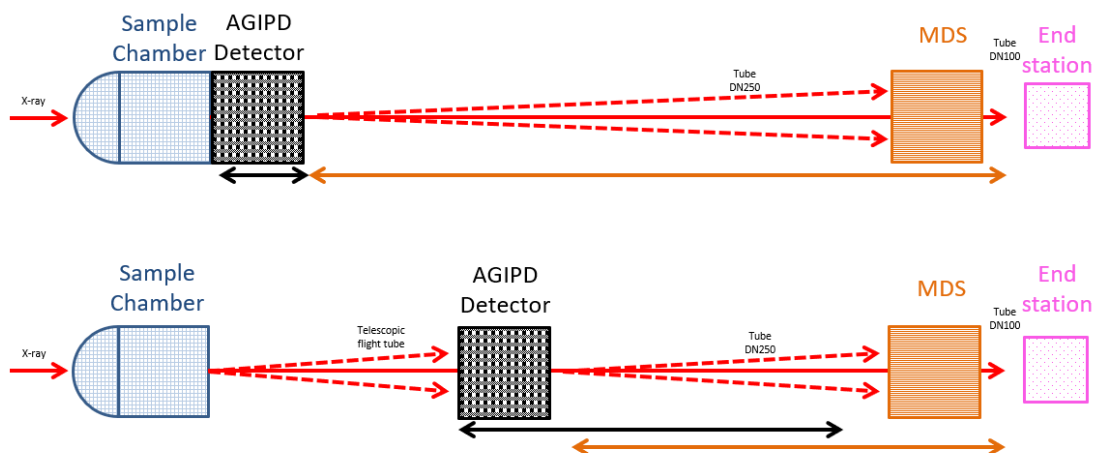 Sample
Chamber
AGIPD
Detector
MDS
Tube
DN100
End
station
X-ray
Tube
DN250
Sample
Chamber
AGIPD
Detector
MDS
Tube
DN100
End
station
X-ray
Telescopic
flight tube
Tube
DN250